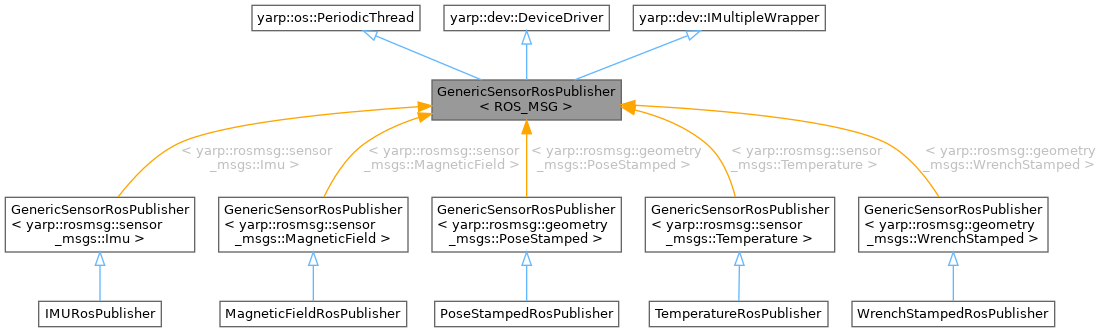 yarp::os::PeriodicThread
yarp::dev::DeviceDriver
yarp::dev::IMultipleWrapper
GenericSensorRosPublisher
< ROS_MSG >
< yarp::rosmsg::sensor
_msgs::Imu >
< yarp::rosmsg::sensor
_msgs::MagneticField >
< yarp::rosmsg::geometry
_msgs::PoseStamped >
< yarp::rosmsg::sensor
_msgs::Temperature >
< yarp::rosmsg::geometry
_msgs::WrenchStamped >
GenericSensorRosPublisher
< yarp::rosmsg::sensor
_msgs::Imu >
GenericSensorRosPublisher
< yarp::rosmsg::sensor
_msgs::MagneticField >
GenericSensorRosPublisher
< yarp::rosmsg::geometry
_msgs::PoseStamped >
GenericSensorRosPublisher
< yarp::rosmsg::sensor
_msgs::Temperature >
GenericSensorRosPublisher
< yarp::rosmsg::geometry
_msgs::WrenchStamped >
IMURosPublisher
MagneticFieldRosPublisher
PoseStampedRosPublisher
TemperatureRosPublisher
WrenchStampedRosPublisher